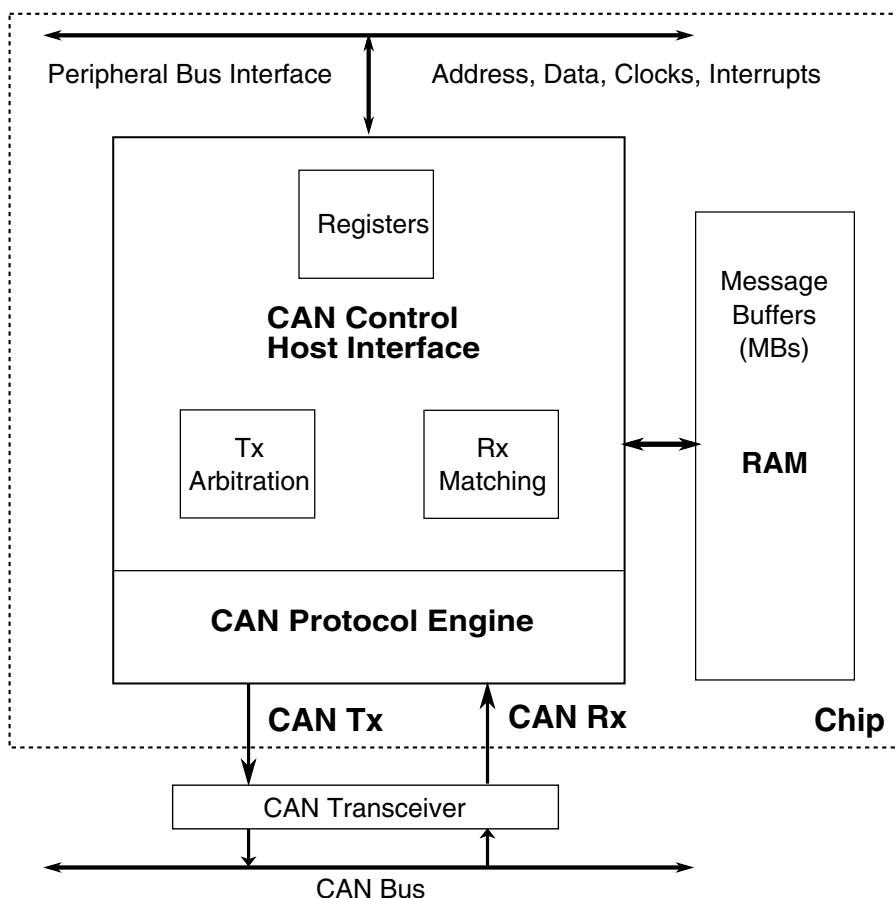 Peripheral Bus Interface
Address, Data, Clocks, Interrupts
Registers
CAN Control
Host Interface
Tx
Arbitration
Rx
Matching
Message
Buffers
(MBs)
RAM
CAN Protocol Engine
CAN Tx
CAN Rx
Chip
CAN Transceiver
CAN Bus